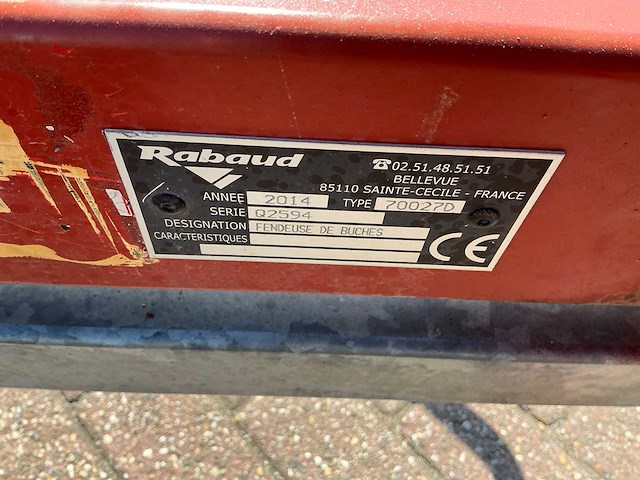 Rabaud
☎02.51.48.51.51
BELLEVUE
85110 SAINTE-CECILE - FRANCE
ANNEE 2014 TYPE 70027D
SERIE Q2594
DESIGNATION FENDEUSE DE BUCHES
CARACTERISTIQUES
CE